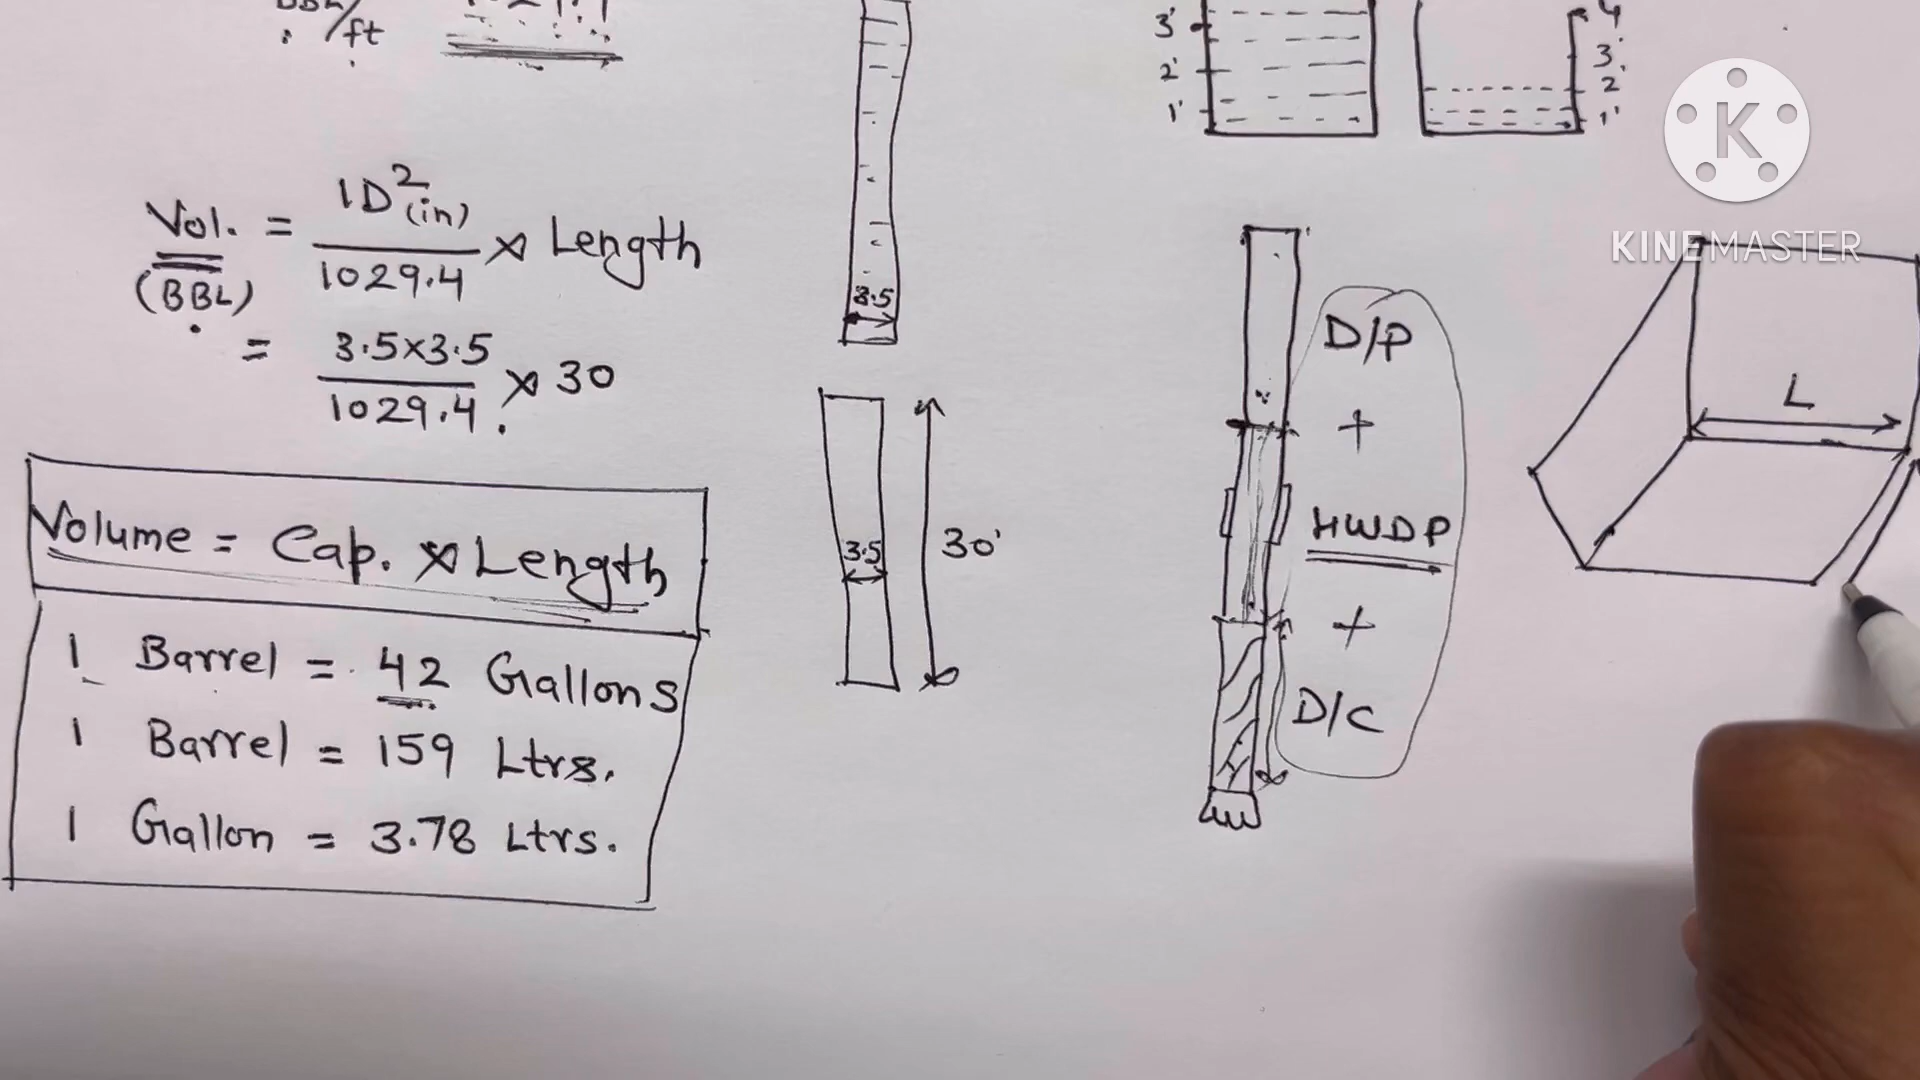 /ft
Vol. = ID²(in) / 1029.4 × Length
(BBL)
= 3.5×3.5 / 1029.4 × 30
Volume = Cap. × Length
1 Barrel = 42 Gallons
1 Barrel = 159 Ltrs.
1 Gallon = 3.78 Ltrs.
3.5
3.5
30'
3'
2'
1'
4
3
2
1'
D/P
+
HWDP
+
D/C
L
K
KINEMASTER